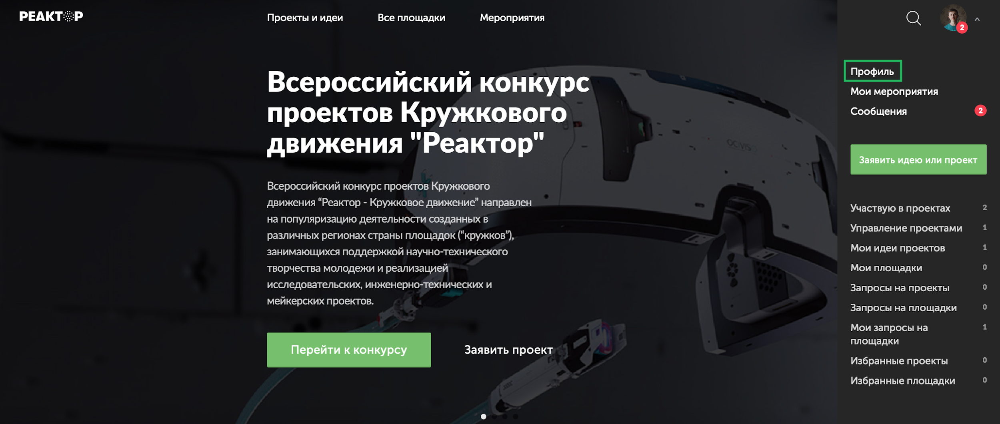 РЕАКТОР
Проекты и идеи
Все площадки
Мероприятия
2
Всероссийский конкурс
проектов Кружкового
движения "Реактор"
Всероссийский конкурс проектов Кружкового
движения “Реактор - Кружковое движение” направлен
на популяризацию деятельности созданных в
различных регионах страны площадок (“кружков”),
занимающихся поддержкой научно-технического
творчества молодежи и реализацией
исследовательских, инженерно-технических и
мейкерских проектов.
Перейти к конкурсу
Заявить проект
Профиль
Мои мероприятия
Сообщения 2
Заявить идею или проект
Участвую в проектах 2
Управление проектами 1
Мои идеи проектов 1
Мои площадки 0
Запросы на проекты 0
Запросы на площадки 0
Мои запросы на 1
площадки
Избранные проекты 0
Избранные площадки 0